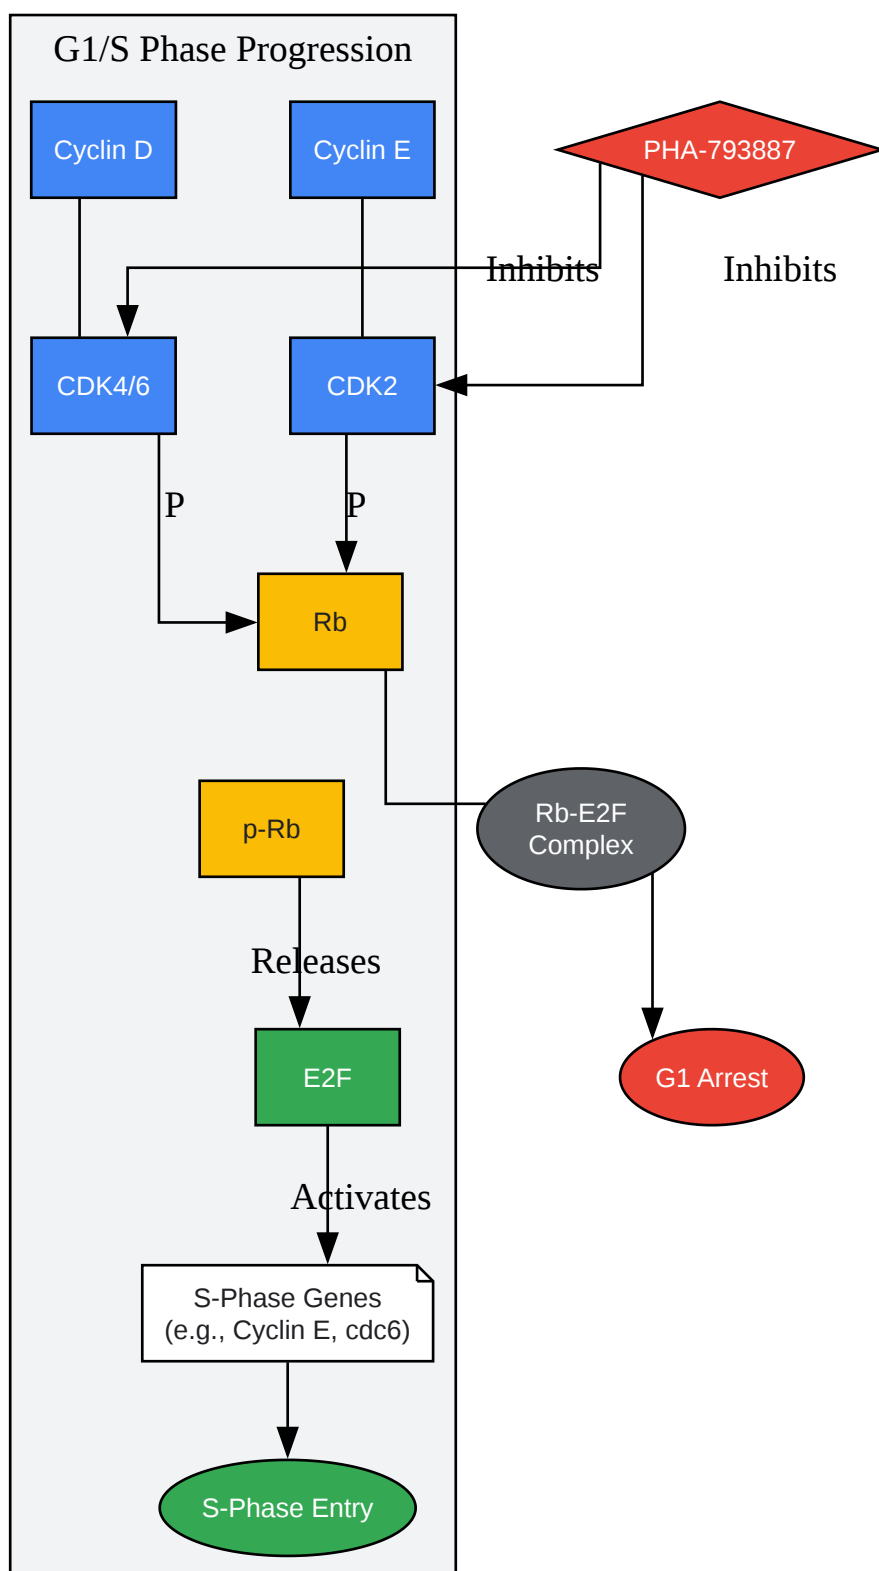 G1/S Phase Progression
Cyclin D
Cyclin E
PHA-793887
Inhibits
Inhibits
CDK4/6
CDK2
P
P
Rb
p-Rb
Rb-E2F
Complex
Releases
E2F
G1 Arrest
Activates
S-Phase Genes
(e.g., Cyclin E, cdc6)
S-Phase Entry